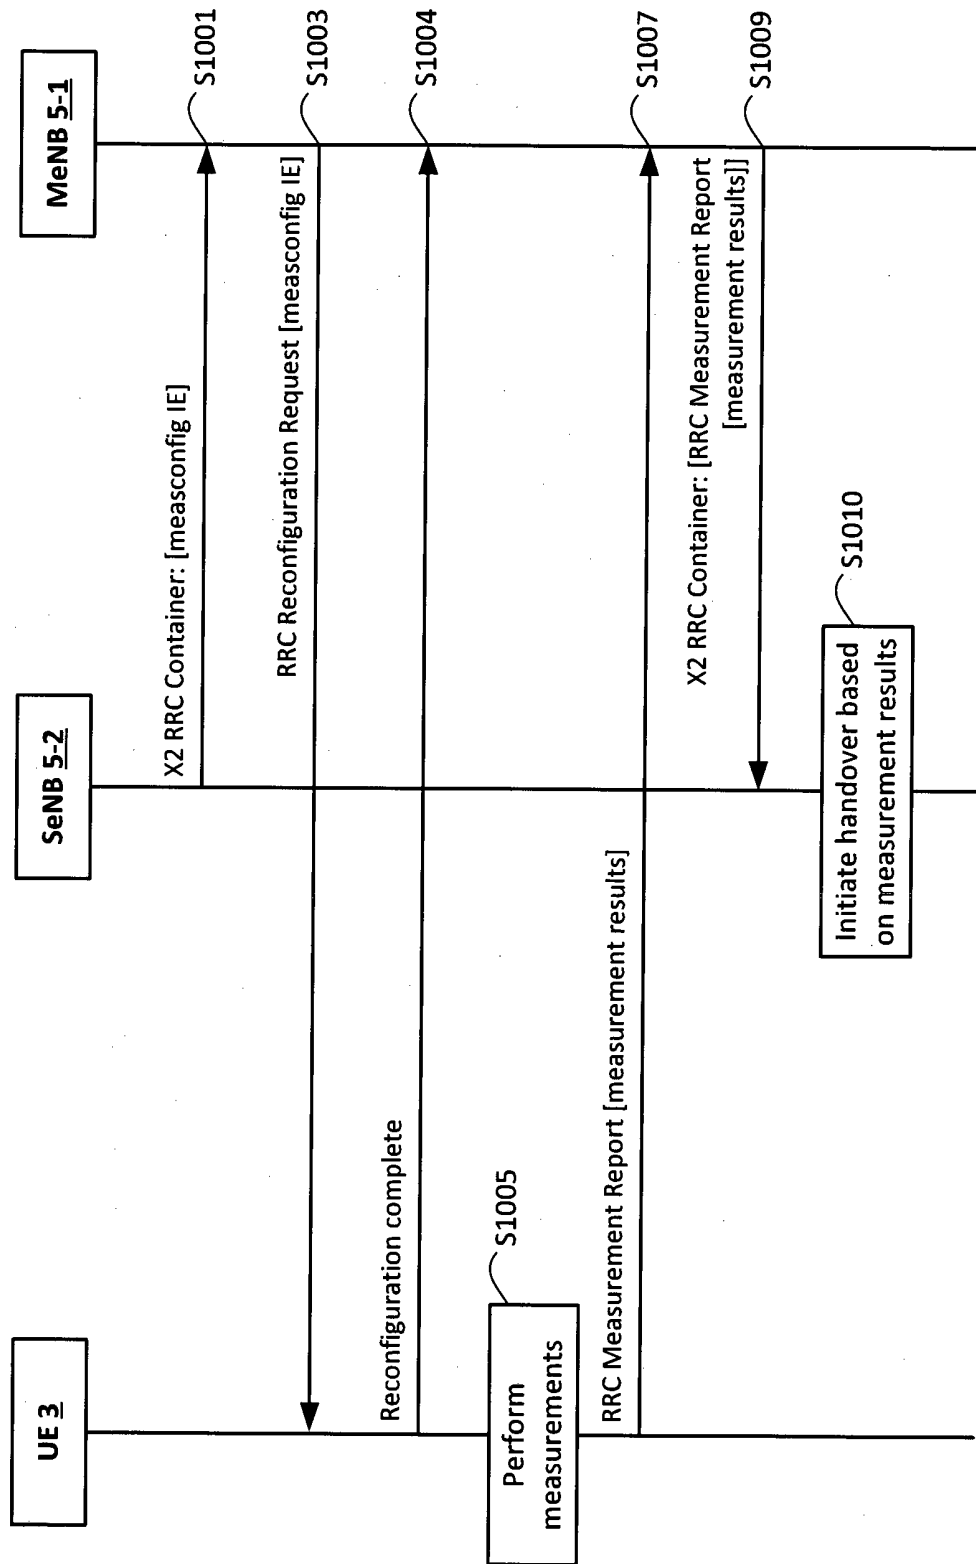 UE 3
SeNB 5-2
MeNB 5-1
X2 RRC Container: [measconfig IE]
S1001
RRC Reconfiguration Request [measconfig IE]
S1003
Reconfiguration complete
S1004
Perform
measurements
S1005
RRC Measurement Report [measurement results]
S1007
X2 RRC Container: [RRC Measurement Report
[measurement results]]
S1009
Initiate handover based
on measurement results
S1010